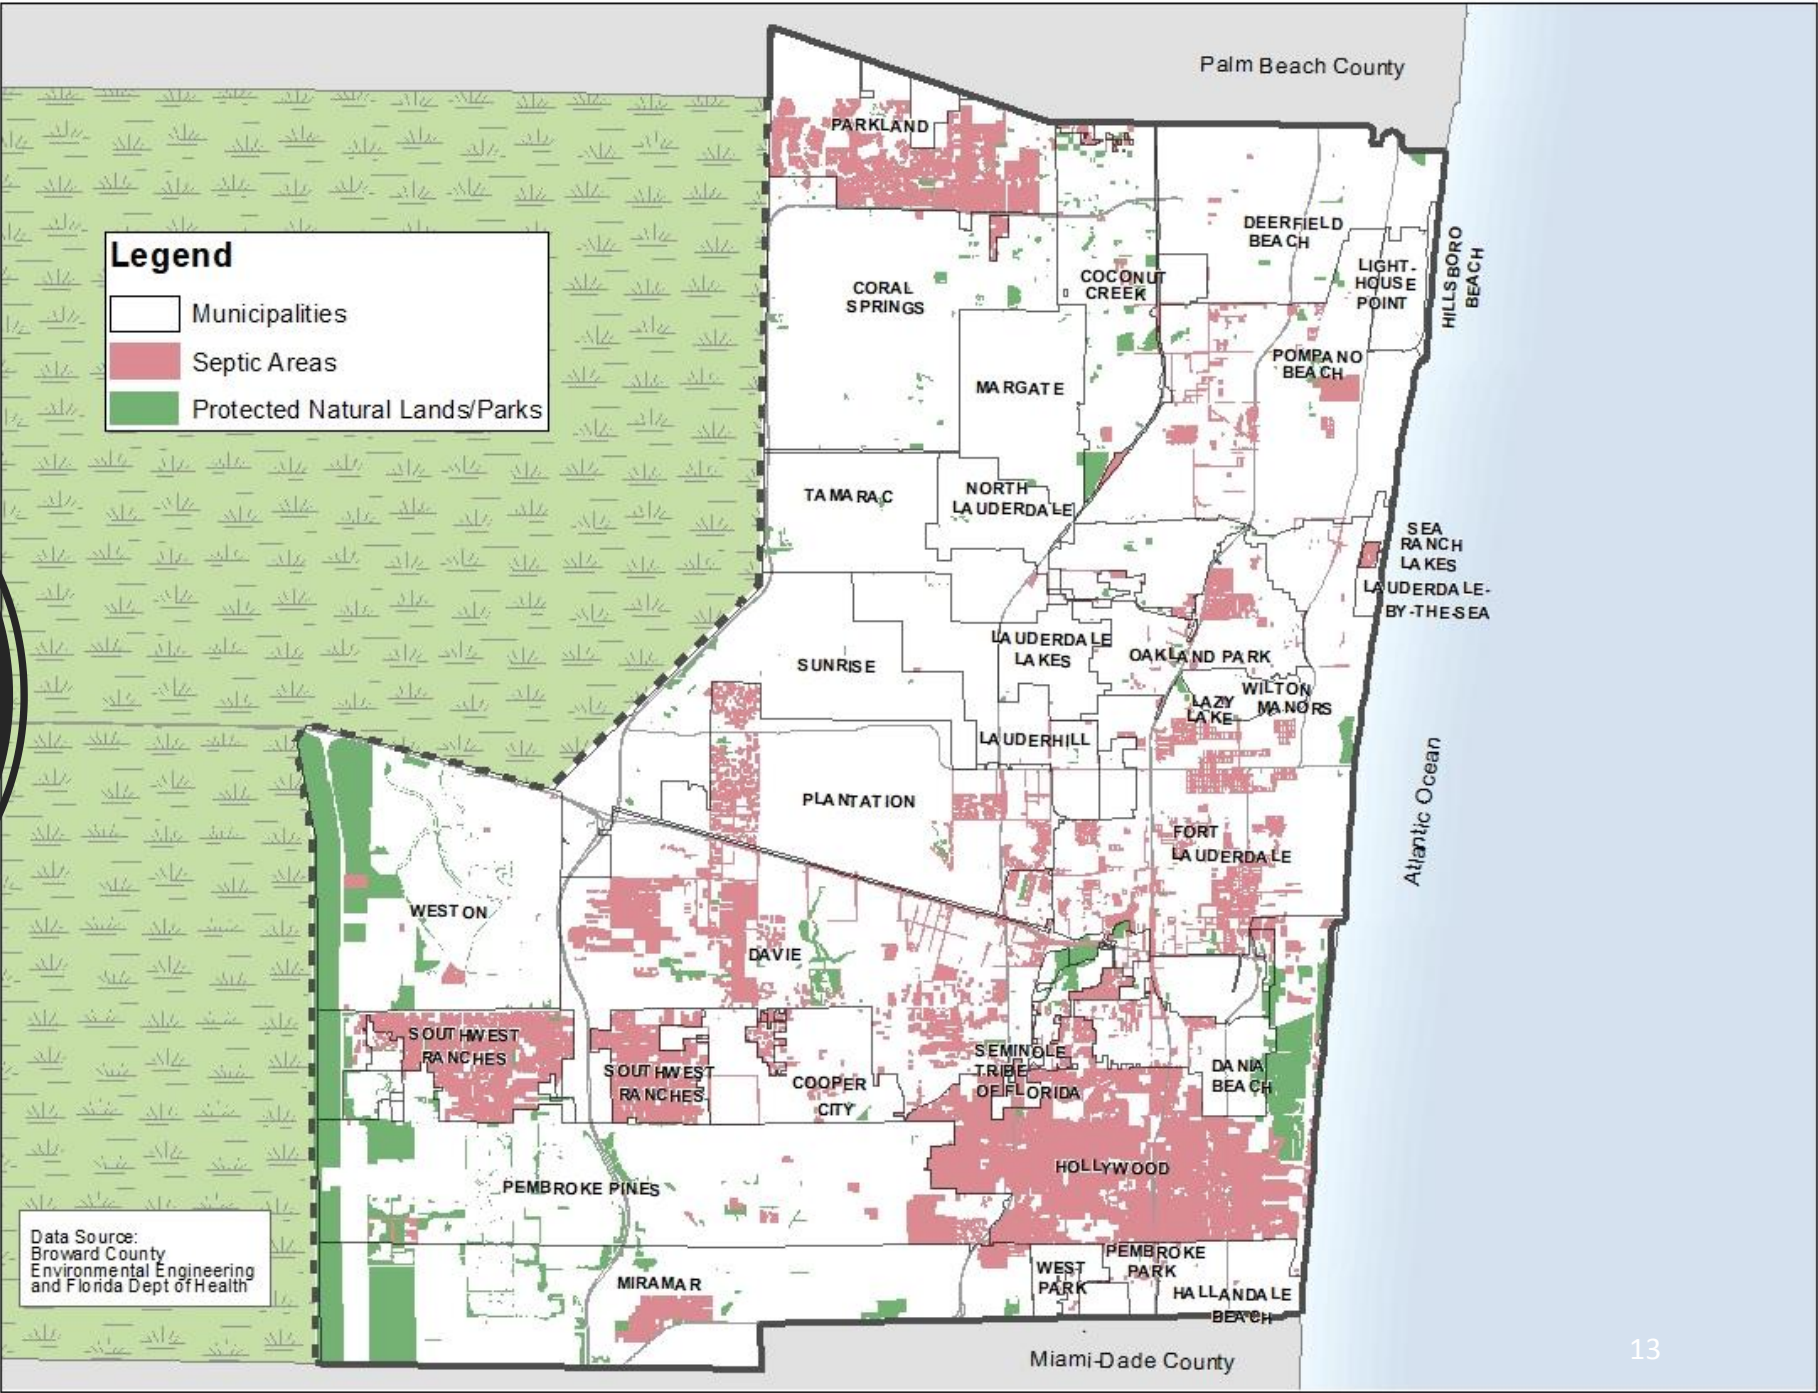 Palm Beach County
PARKLAND
Legend
Municipalities
Septic Areas
Protected Natural Lands/Parks
DEERFIELD
BEACH
HILLSBORO
BEACH
LIGHT-
HOUSE
POINT
COCONUT
CREEK
CORAL
SPRINGS
POMPANO
BEACH
MARGATE
TAMARAC
NORTH
LAUDERDALE
SEA
RANCH
LAKES
LAUDERDALE-
BY-THE-SEA
LAUDERDALE
LAKES
OAKLAND PARK
SUNRISE
WILTON
MANORS
LAZY
LAKE
LAUDERHILL
PLANTATION
FORT
LAUDERDALE
Atlantic Ocean
WESTON
DAVIE
SOUTHWEST
RANCHES
SOUTHWEST
RANCHES
COOPER
CITY
SEMINOLE
TRIBE
OF FLORIDA
DANIA
BEACH
HOLLYWOOD
PEMBROKE PINES
Data Source:
Broward County
Environmental Engineering
and Florida Dept of Health
MIRAMAR
WEST
PARK
PEMBROKE
PARK
HALLANDALE
BEACH
Miami-Dade County
13